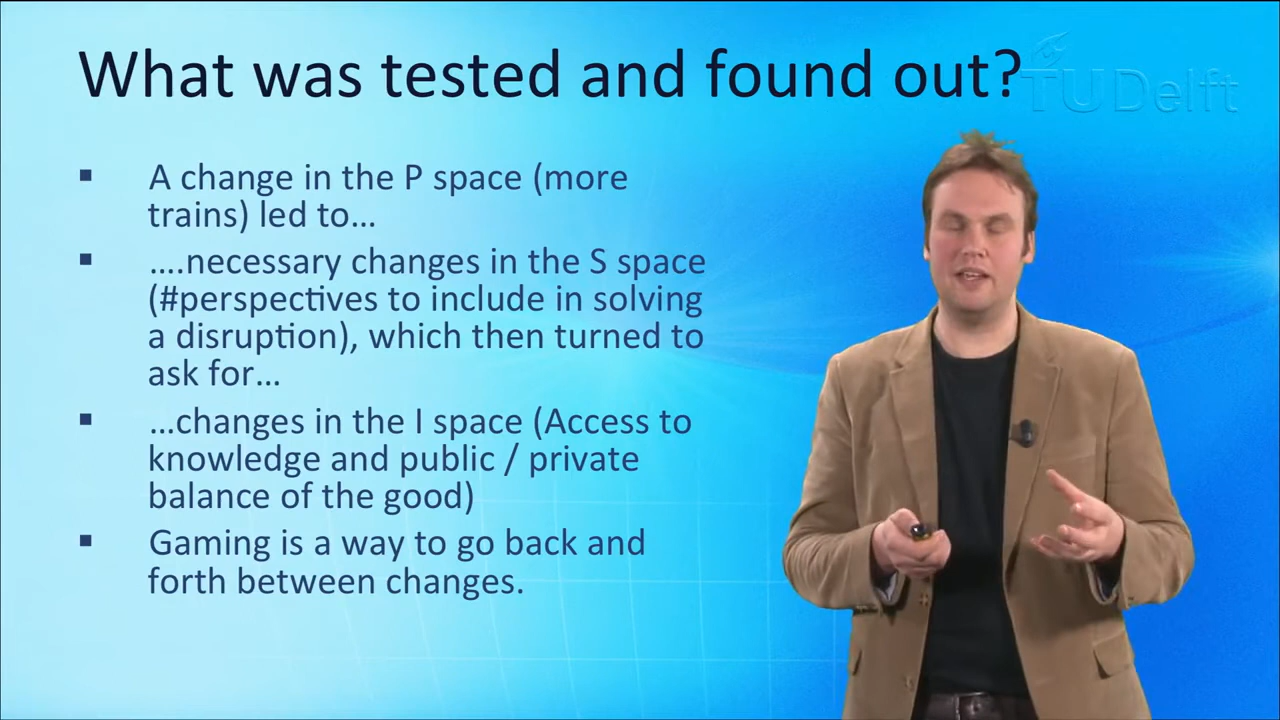 What was tested and found out?
TU Delft
A change in the P space (more
trains) led to…
….necessary changes in the S space
(#perspectives to include in solving
a disruption), which then turned to
ask for…
…changes in the I space (Access to
knowledge and public / private
balance of the good)
Gaming is a way to go back and
forth between changes.